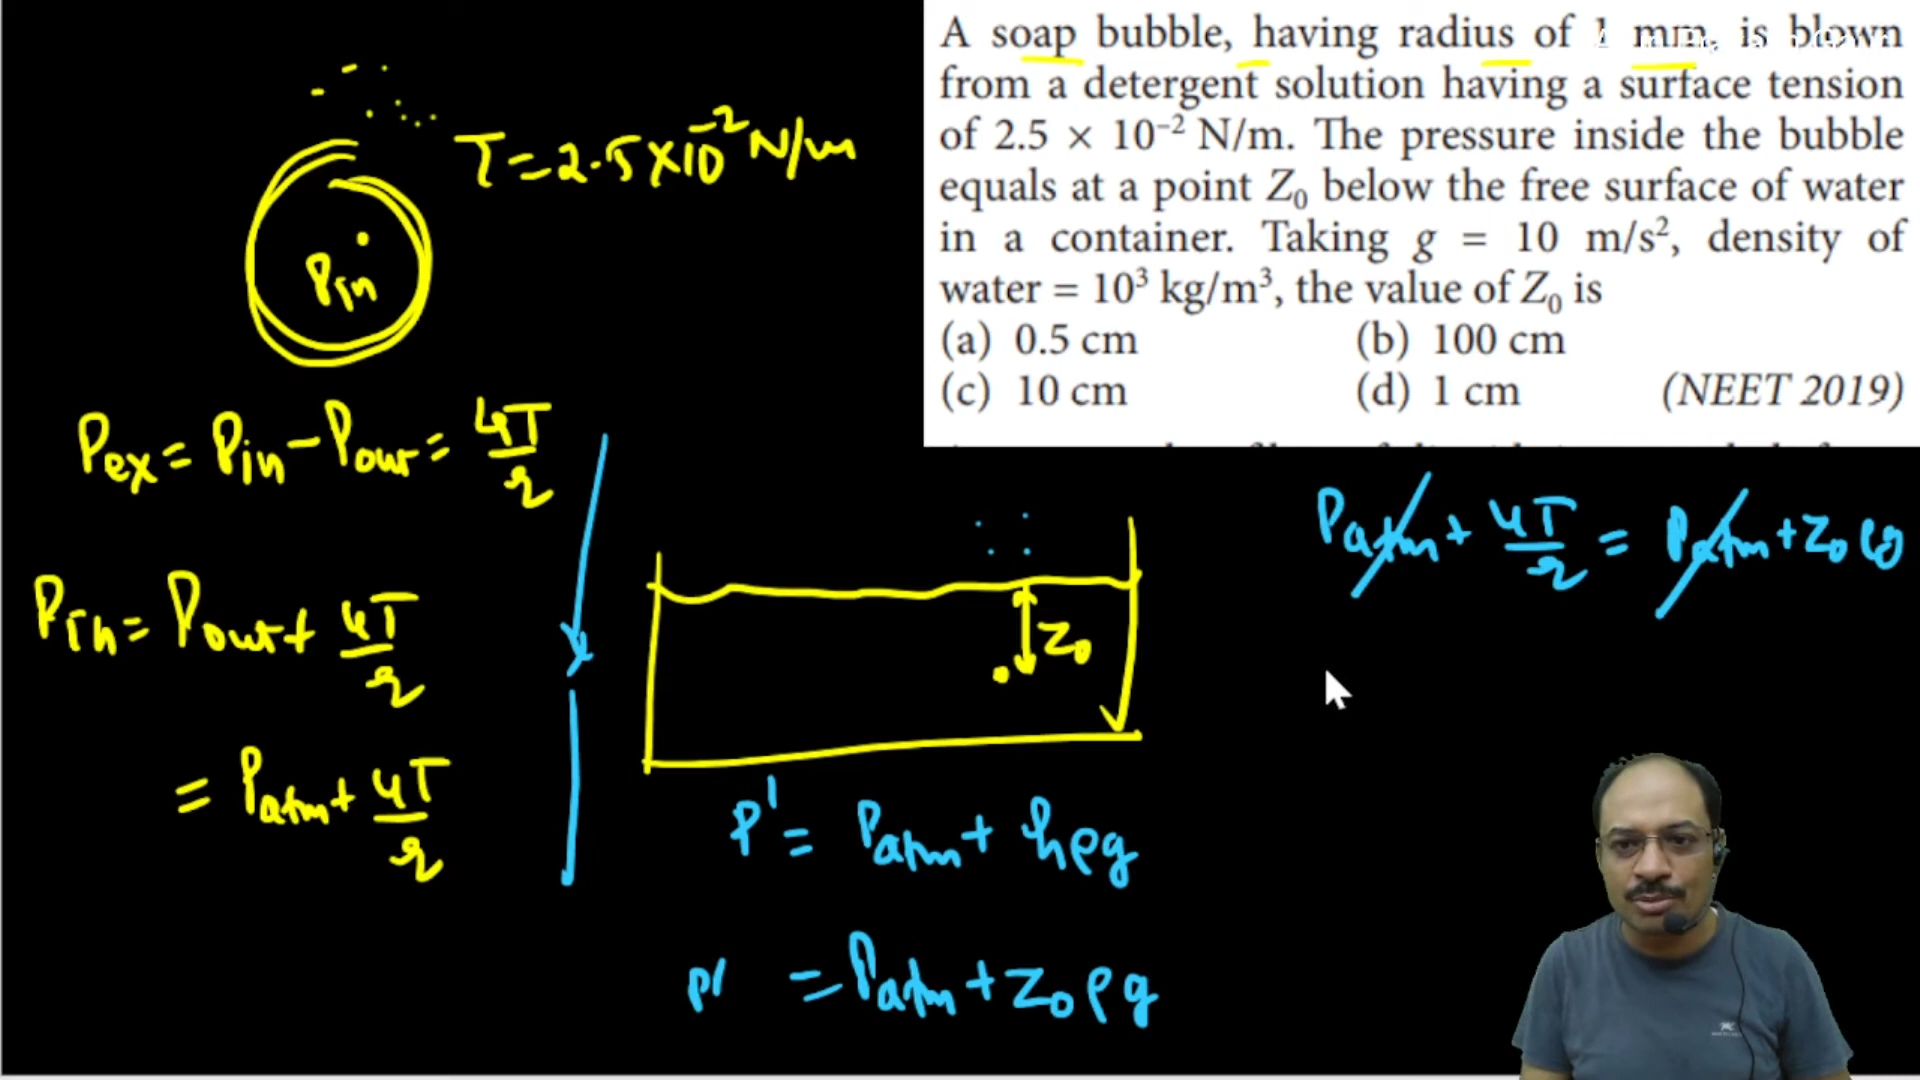 A soap bubble, having radius of 1 mm, is blown
from a detergent solution having a surface tension
of 2.5 × 10⁻² N/m. The pressure inside the bubble
equals at a point Z₀ below the free surface of water
in a container. Taking g = 10 m/s², density of
water = 10³ kg/m³, the value of Z₀ is
(a) 0.5 cm (b) 100 cm
(c) 10 cm (d) 1 cm (NEET 2019)
T = 2.5×10⁻² N/m
Pin
Pex = Pin - Pout = 4T/r
Pin = Pout + 4T/r
= Patm + 4T/r
Z₀
P' = Patm + hρg
P' = Patm + Z₀ρg
Patm + 4T/r = Patm + Z₀ρg